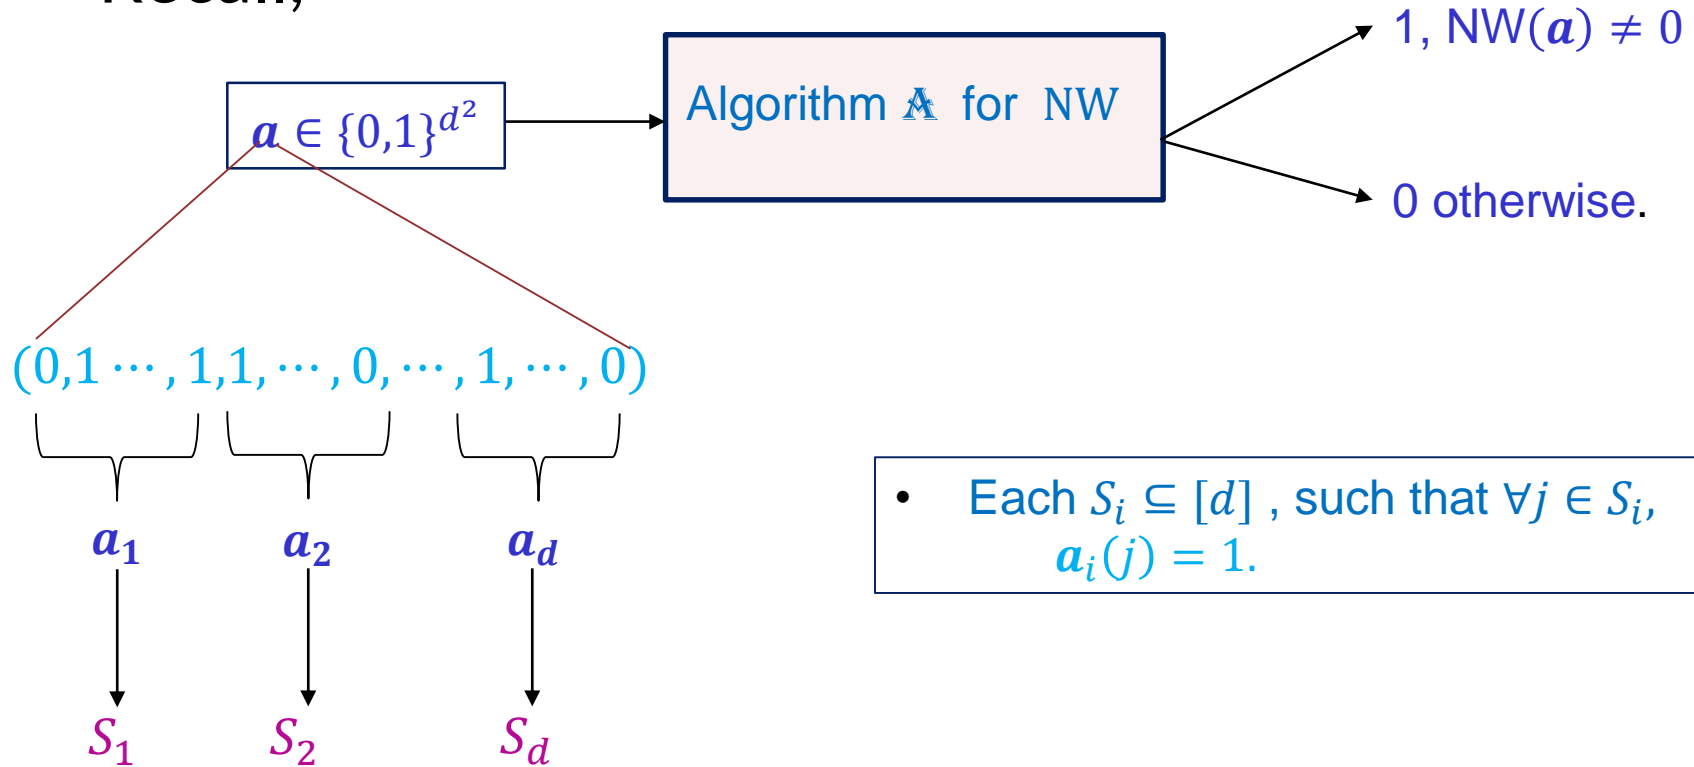 Recall,
1, NW(𝒂) ≠ 0
𝒂 ∈ {0,1}^{d^2}
Algorithm 𝔸 for NW
0 otherwise.
(0,1 ⋯ , 1,1, ⋯ , 0, ⋯ , 1, ⋯ , 0)
• Each S_i ⊆ [d] , such that ∀j ∈ S_i,
𝒂_i(j) = 1.
𝒂_1 𝒂_2 𝒂_d
S_1 S_2 S_d